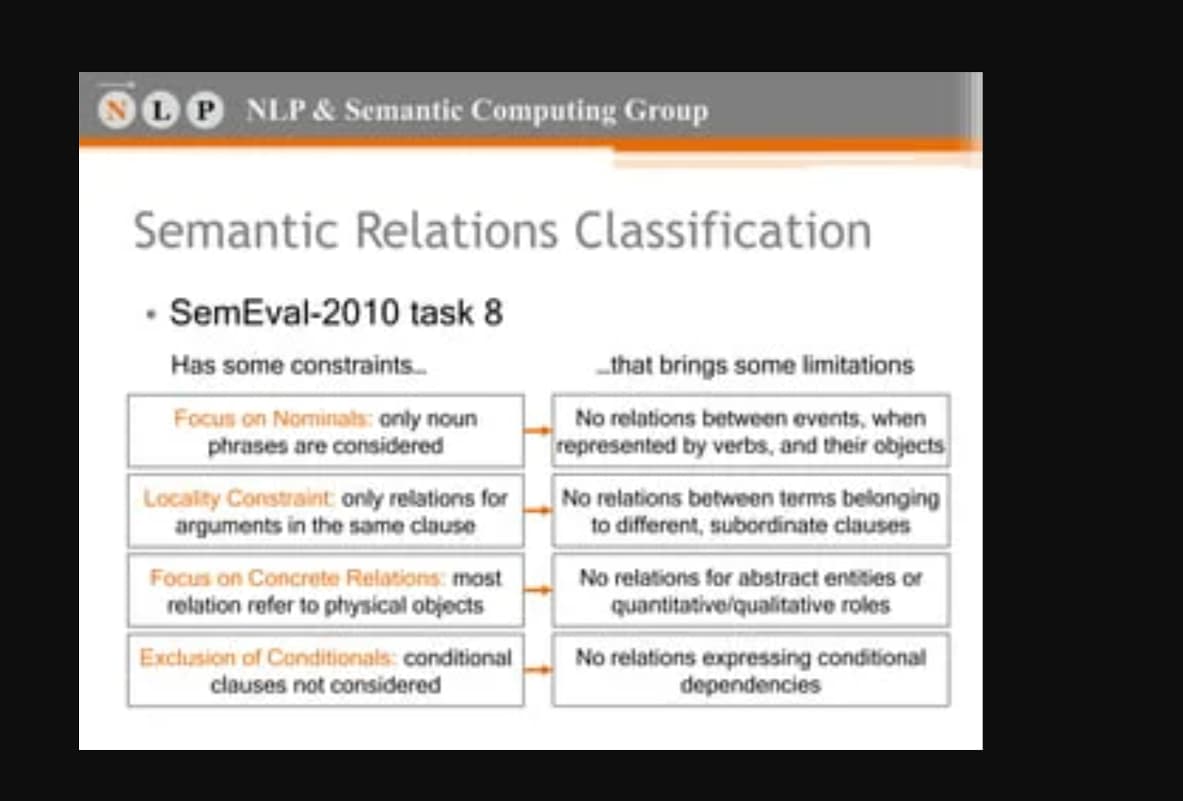 N L P NLP & Semantic Computing Group
Semantic Relations Classification
• SemEval-2010 task 8
Has some constraints…
…that brings some limitations
Focus on Nominals: only noun
phrases are considered
No relations between events, when
represented by verbs, and their objects
Locality Constraint: only relations for
arguments in the same clause
No relations between terms belonging
to different, subordinate clauses
Focus on Concrete Relations: most
relation refer to physical objects
No relations for abstract entities or
quantitative/qualitative roles
Exclusion of Conditionals: conditional
clauses not considered
No relations expressing conditional
dependencies